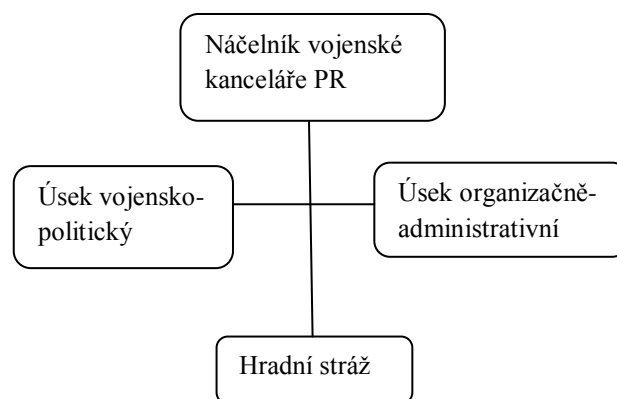 Náčelník vojenské
kanceláře PR
Úsek vojensko-
politický
Úsek organizačně-
administrativní
Hradní stráž